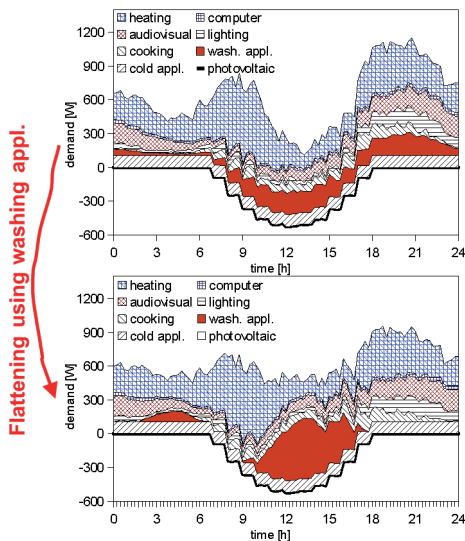 Flattening using washing appl.
demand [W]
1200
900
600
300
0
-300
-600
heating
computer
audiovisual
lighting
cooking
wash. appl.
cold appl.
photovoltaic
0 3 6 9 12 15 18 21 24
time [h]
demand [W]
1200
900
600
300
0
-300
-600
heating
computer
audiovisual
lighting
cooking
wash. appl.
cold appl.
photovoltaic
0 3 6 9 12 15 18 21 24
time [h]